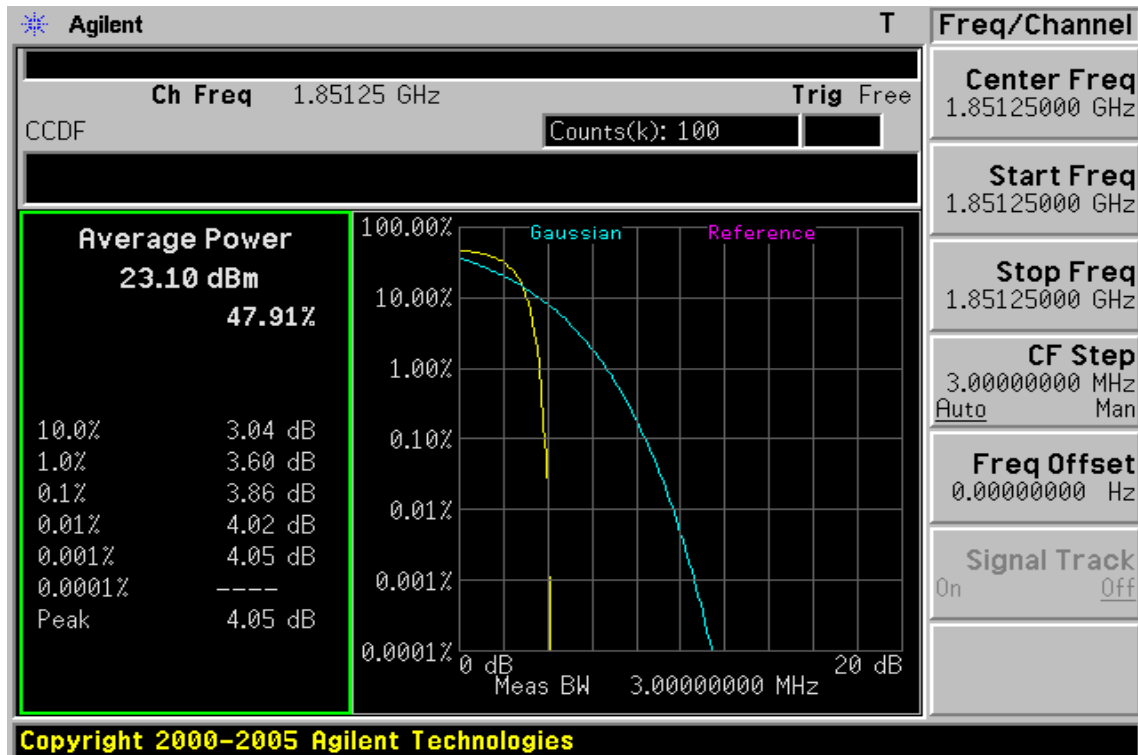 Agilent T
Ch Freq 1.85125 GHz Trig Free
CCDF Counts(k): 100
Average Power
23.10 dBm
47.91%
10.0% 3.04 dB
1.0% 3.60 dB
0.1% 3.86 dB
0.01% 4.02 dB
0.001% 4.05 dB
0.0001% ----
Peak 4.05 dB
Gaussian Reference
100.00%
10.00%
1.00%
0.10%
0.01%
0.001%
0.0001%
0 dB 20 dB
Meas BW 3.00000000 MHz
Freq/Channel
Center Freq
1.85125000 GHz
Start Freq
1.85125000 GHz
Stop Freq
1.85125000 GHz
CF Step
3.00000000 MHz
Auto Man
Freq Offset
0.00000000 Hz
Signal Track
On Off
Copyright 2000-2005 Agilent Technologies